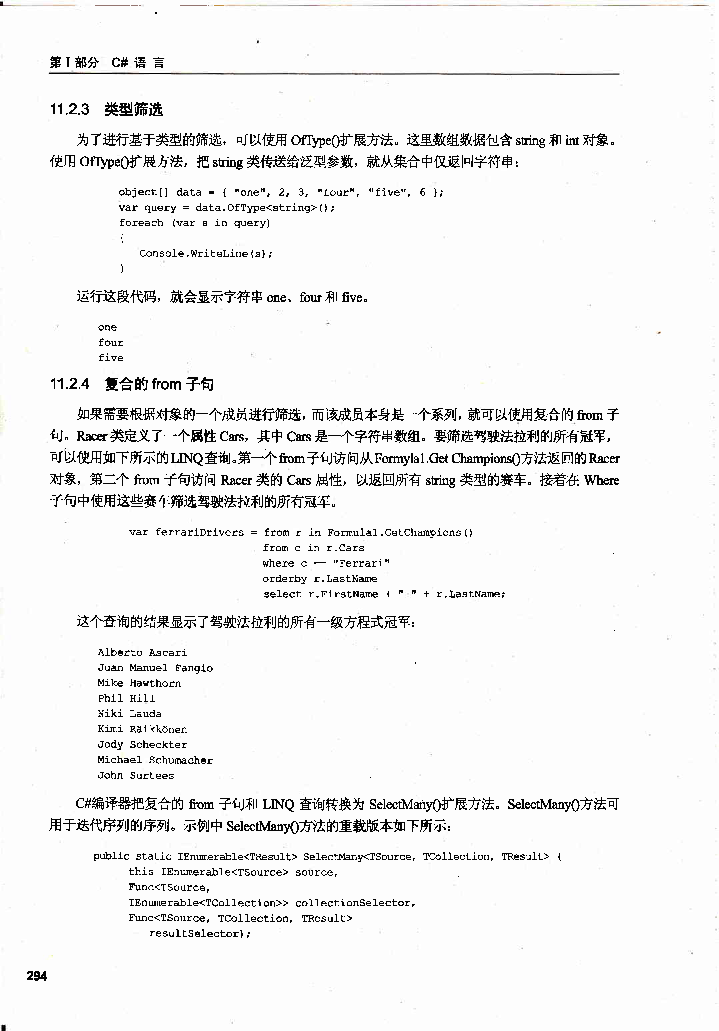 第 I 部分 C# 语 言
11.2.3 类型筛选
为了进行基于类型的筛选，可以使用 OfType()扩展方法。这里数组数据包含 string 和 int 对象。
使用 OfType()扩展方法，把 string 类传送给泛型参数，就从集合中仅返回字符串：
object[] data = { "one", 2, 3, "four", "five", 6 };
var query = data.OfType<string>();
foreach (var s in query)
{
Console.WriteLine(s);
}
运行这段代码，就会显示字符串 one、four 和 five。
one
four
five
11.2.4 复合的 from 子句
如果需要根据对象的一个成员进行筛选，而该成员本身是一个系列，就可以使用复合的 from 子
句。Racer 类定义了一个属性 Cars，其中 Cars 是一个字符串数组。要筛选驾驶法拉利的所有冠军，
可以使用如下所示的 LINQ 查询。第一个 from 子句访问从 Formyla1.Get Champions()方法返回的 Racer
对象，第二个 from 子句访问 Racer 类的 Cars 属性，以返回所有 string 类型的赛车。接着在 Where
子句中使用这些赛车筛选驾驶法拉利的所有冠军。
var ferrariDrivers = from r in Formula1.GetChampions()
from c in r.Cars
where c == "Ferrari"
orderby r.LastName
select r.FirstName + " " + r.LastName;
这个查询的结果显示了驾驶法拉利的所有一级方程式冠军：
Alberto Ascari
Juan Manuel Fangio
Mike Hawthorn
Phil Hill
Niki Lauda
Kimi Räikkönen
Jody Scheckter
Michael Schumacher
John Surtees
C#编译器把复合的 from 子句和 LINQ 查询转换为 SelectMany()扩展方法。SelectMany()方法可
用于迭代序列的序列。示例中 SelectMany()方法的重载版本如下所示：
public static IEnumerable<TResult> SelectMany<TSource, TCollection, TResult> (
this IEnumerable<TSource> source,
Func<TSource,
IEnumerable<TCollection>> collectionSelector,
Func<TSource, TCollection, TResult>
resultSelector);
294